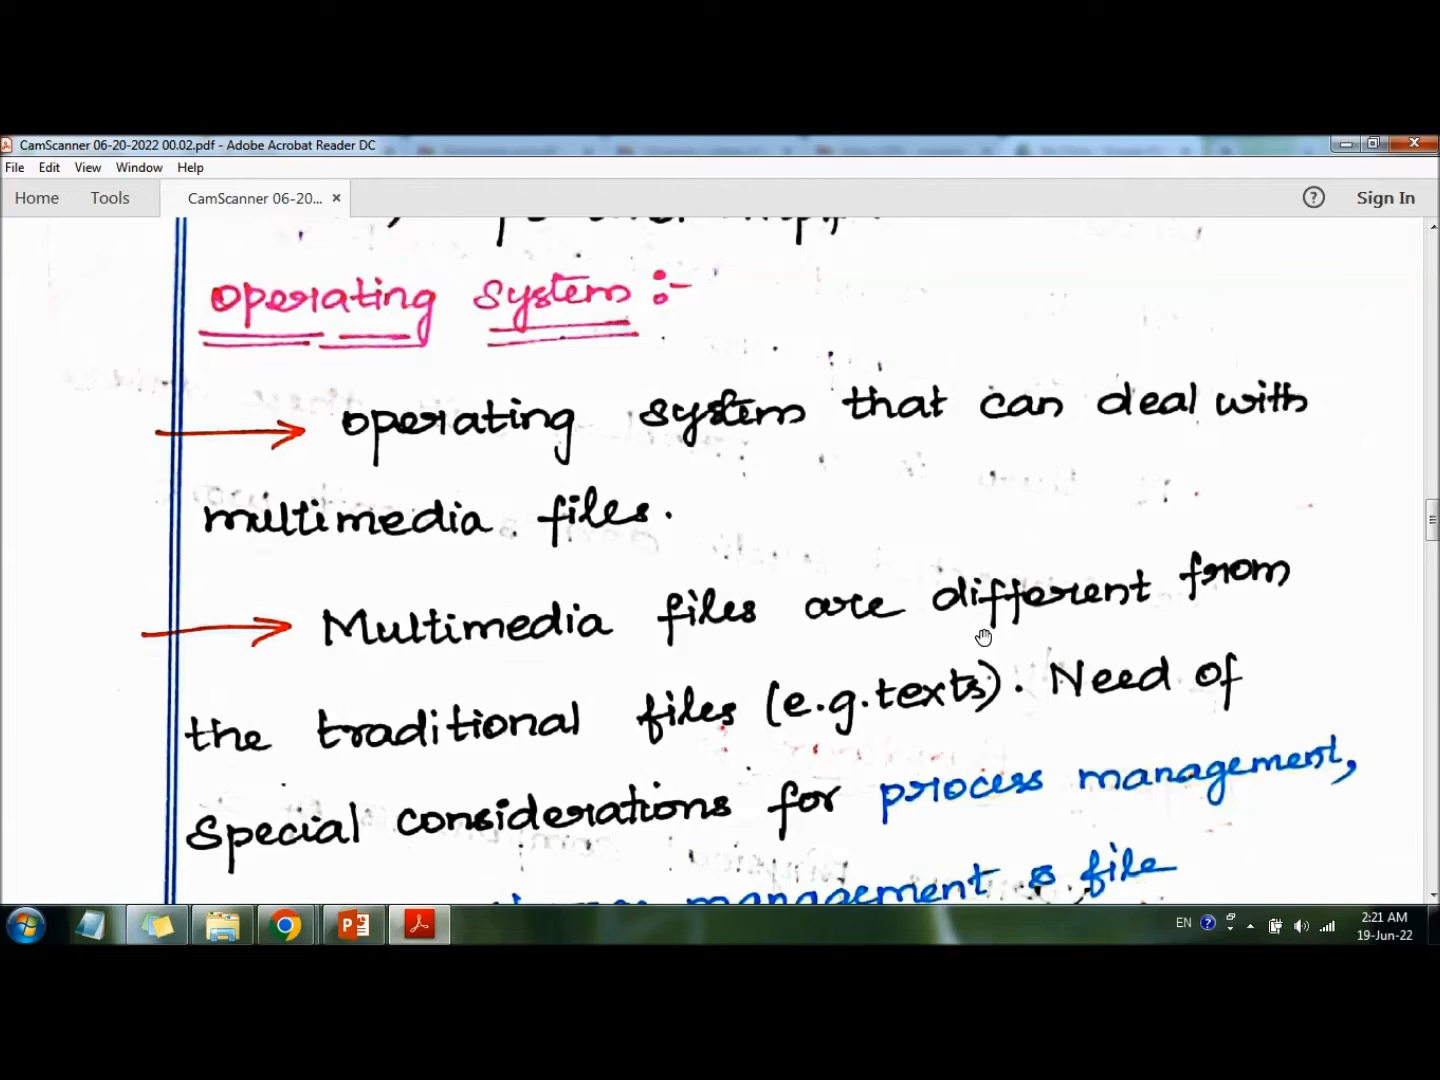 CamScanner 06-20-2022 00.02.pdf - Adobe Acrobat Reader DC
File Edit View Window Help
Home Tools CamScanner 06-20... × ? Sign In
Operating System :-
→ Operating System that can deal with
multimedia files.
→ Multimedia files are different from
the traditional files (e.g. texts). Need of
Special considerations for process management,
management & file
EN 2:21 AM
19-Jun-22